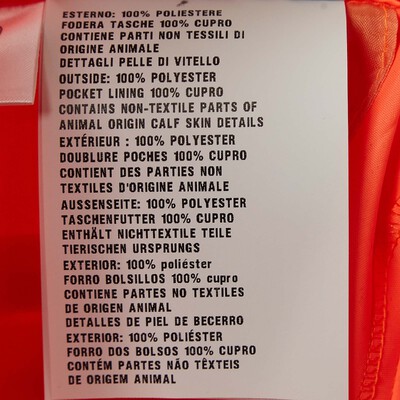 ESTERNO: 100% POLIESTERE
FODERA TASCHE 100% CUPRO
CONTIENE PARTI NON TESSILI DI
ORIGINE ANIMALE
DETTAGLI PELLE DI VITELLO
OUTSIDE: 100% POLYESTER
POCKET LINING 100% CUPRO
CONTAINS NON-TEXTILE PARTS OF
ANIMAL ORIGIN CALF SKIN DETAILS
EXTÉRIEUR : 100% POLYESTER
DOUBLURE POCHES 100% CUPRO
CONTIENT DES PARTIES NON
TEXTILES D'ORIGINE ANIMALE
AUSSENSEITE: 100% POLYESTER
TASCHENFUTTER 100% CUPRO
ENTHÄLT NICHTTEXTILE TEILE
TIERISCHEN URSPRUNGS
EXTERIOR: 100% poliéster
FORRO BOLSILLOS 100% cupro
CONTIENE PARTES NO TEXTILES
DE ORIGEN ANIMAL
DETALLES DE PIEL DE BECERRO
EXTERIOR: 100% POLIÉSTER
FORRO DOS BOLSOS 100% CUPRO
CONTÉM PARTES NÃO TÊXTEIS
DE ORIGEM ANIMAL